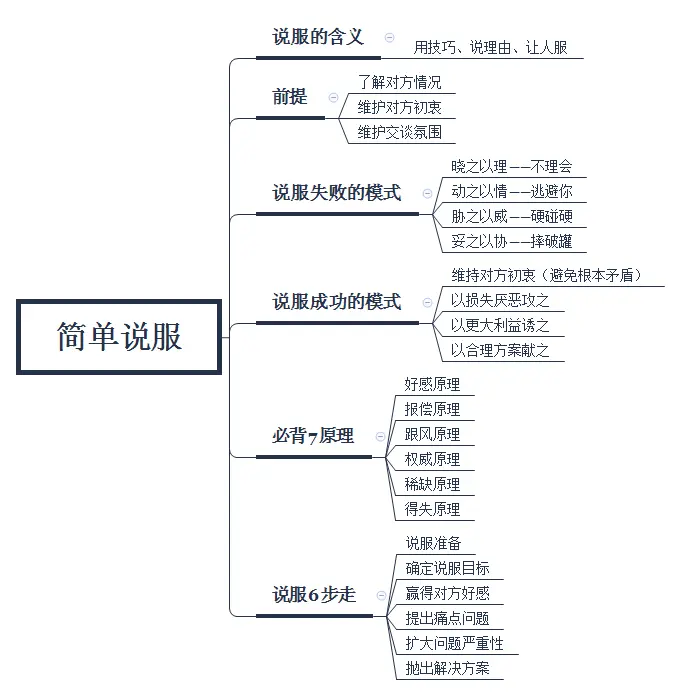 简单说服
说服的含义
用技巧、说理由、让人服
前提
了解对方情况
维护对方初衷
维护交谈氛围
说服失败的模式
晓之以理——不理会
动之以情——逃避你
胁之以威——硬碰硬
妥之以协——摔破罐
说服成功的模式
维持对方初衷（避免根本矛盾）
以损失厌恶攻之
以更大利益诱之
以合理方案献之
必背7原理
好感原理
报偿原理
跟风原理
权威原理
稀缺原理
得失原理
说服6步走
说服准备
确定说服目标
赢得对方好感
提出痛点问题
扩大问题严重性
抛出解决方案